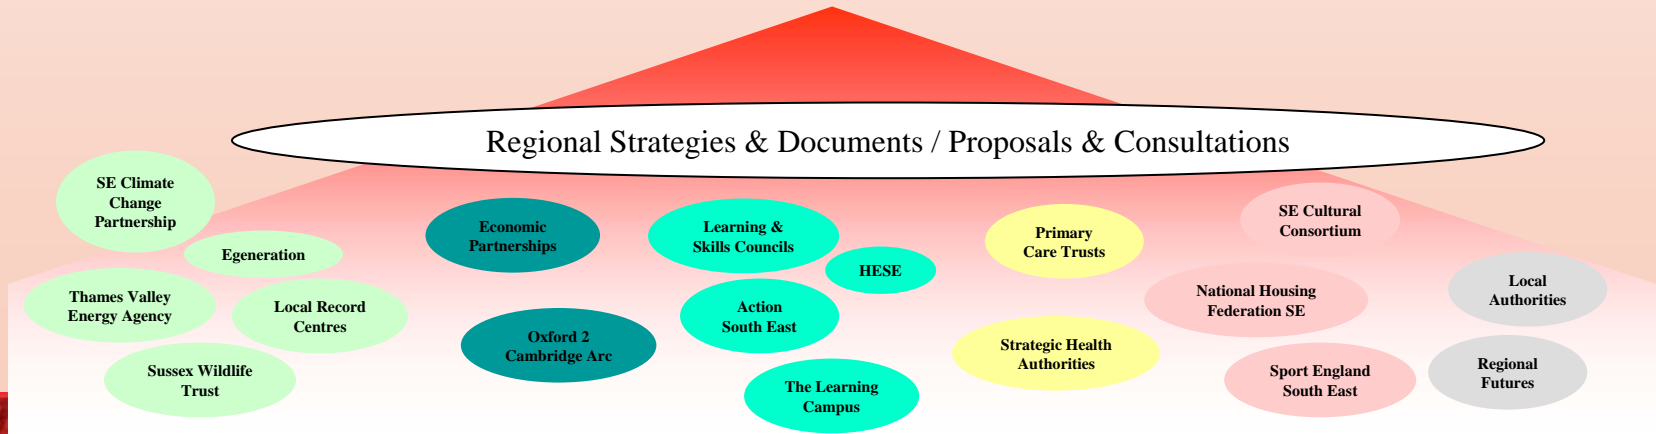 Regional Strategies & Documents / Proposals & Consultations
SE Climate
Change
Partnership
Egeneration
Thames Valley
Energy Agency
Local Record
Centres
Sussex Wildlife
Trust
Economic
Partnerships
Oxford 2
Cambridge Arc
Learning &
Skills Councils
HESE
Action
South East
The Learning
Campus
Primary
Care Trusts
Strategic Health
Authorities
SE Cultural
Consortium
National Housing
Federation SE
Sport England
South East
Local
Authorities
Regional
Futures